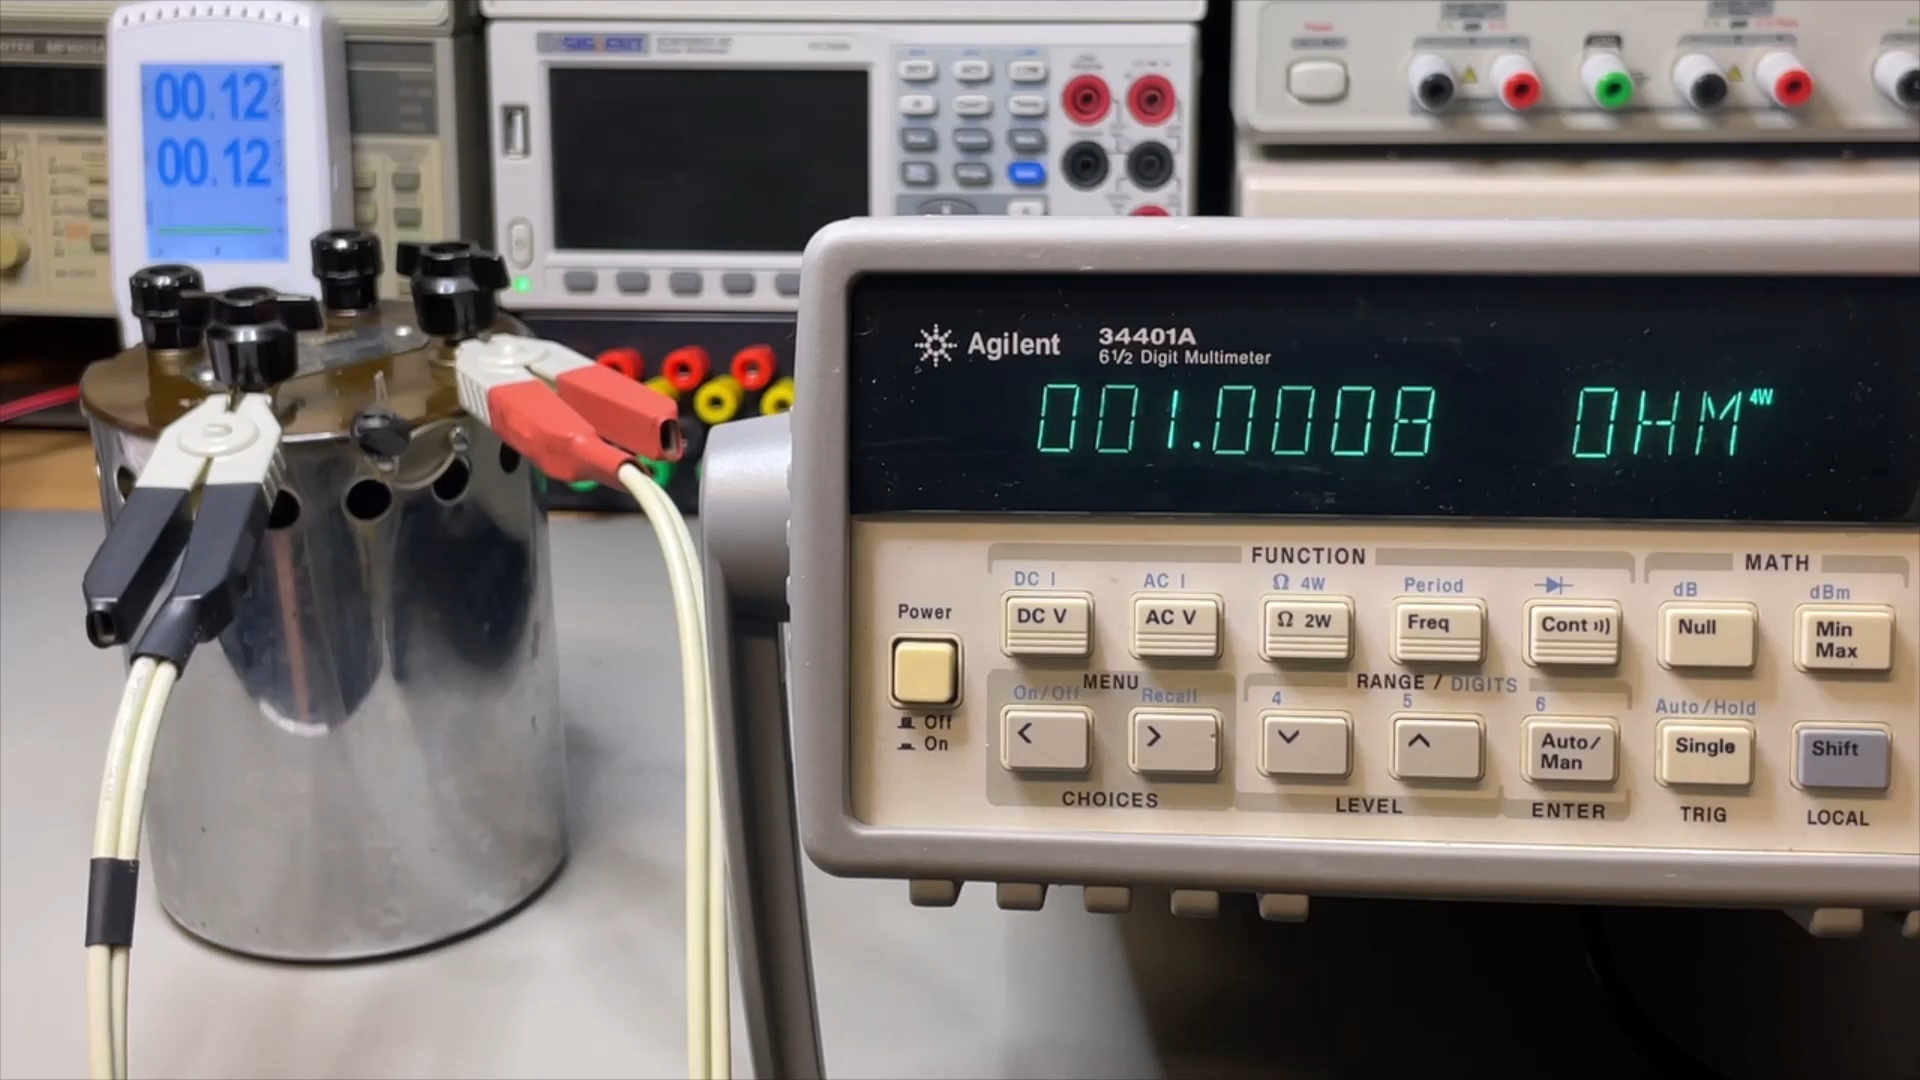 00.12
00.12
Agilent
34401A
6½ Digit Multimeter
001.0008 OHM 4W
FUNCTION
MATH
DC I
AC I
Ω 4W
Period
dB
dBm
Power
DC V
AC V
Ω 2W
Freq
Cont
Null
Min
Max
Off
On
MENU
RANGE / DIGITS
On/Off
Recall
4
5
6
Auto/Hold
<
>
Auto/
Man
Single
Shift
CHOICES
LEVEL
ENTER
TRIG
LOCAL